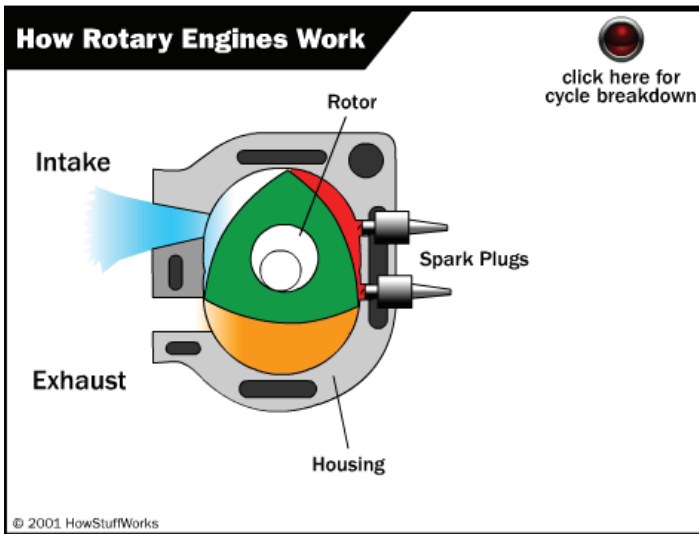 How Rotary Engines Work
click here for
cycle breakdown
Rotor
Intake
Spark Plugs
Exhaust
Housing
© 2001 HowStuffWorks